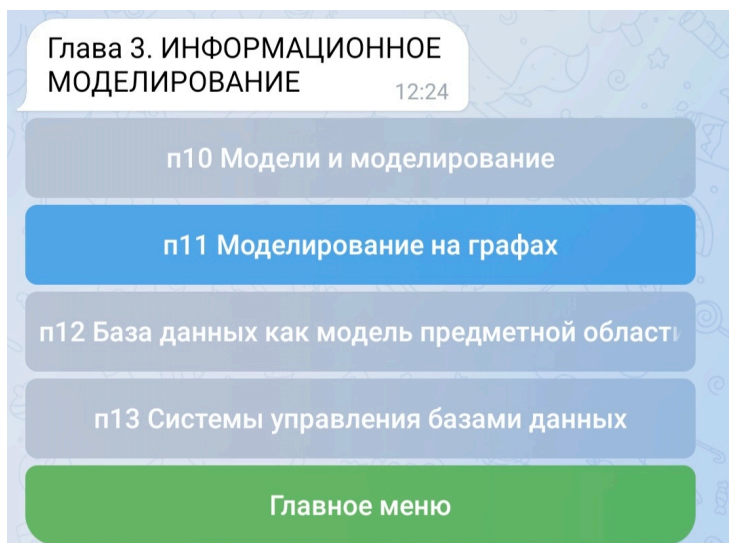 Глава 3. ИНФОРМАЦИОННОЕ
МОДЕЛИРОВАНИЕ
12:24
п10 Модели и моделирование
п11 Моделирование на графах
п12 База данных как модель предметной области
п13 Системы управления базами данных
Главное меню